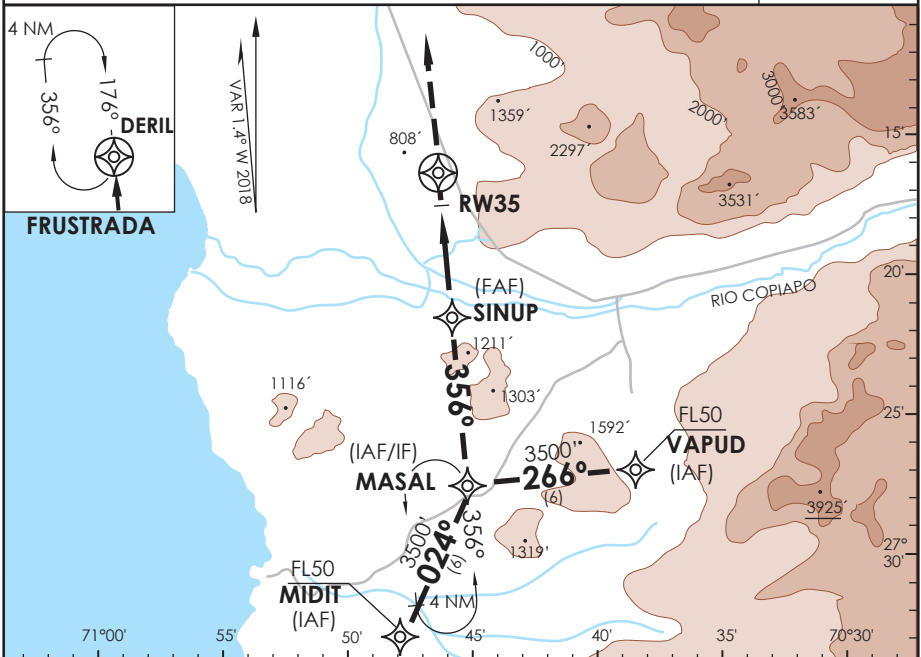 4 NM
356°
176°
DERIL
FRUSTRADA
VAR 1.4° W 2018
1000'
1359´
2297´
2000'
3000'
3583´
15'
3531´
808´
RW35
20'
RIO COPIAPO
(FAF)
SINUP
1211´
356°
1303´
1116´
25'
1592´
FL50
VAPUD
(IAF)
(IAF/IF)
MASAL
3500'
266°
(6)
3925´
3500'
024°
(6)
356°
1319'
27°
30'
FL50
MIDIT
(IAF)
4 NM
71°00'
55'
50'
45'
40'
35'
70°30'